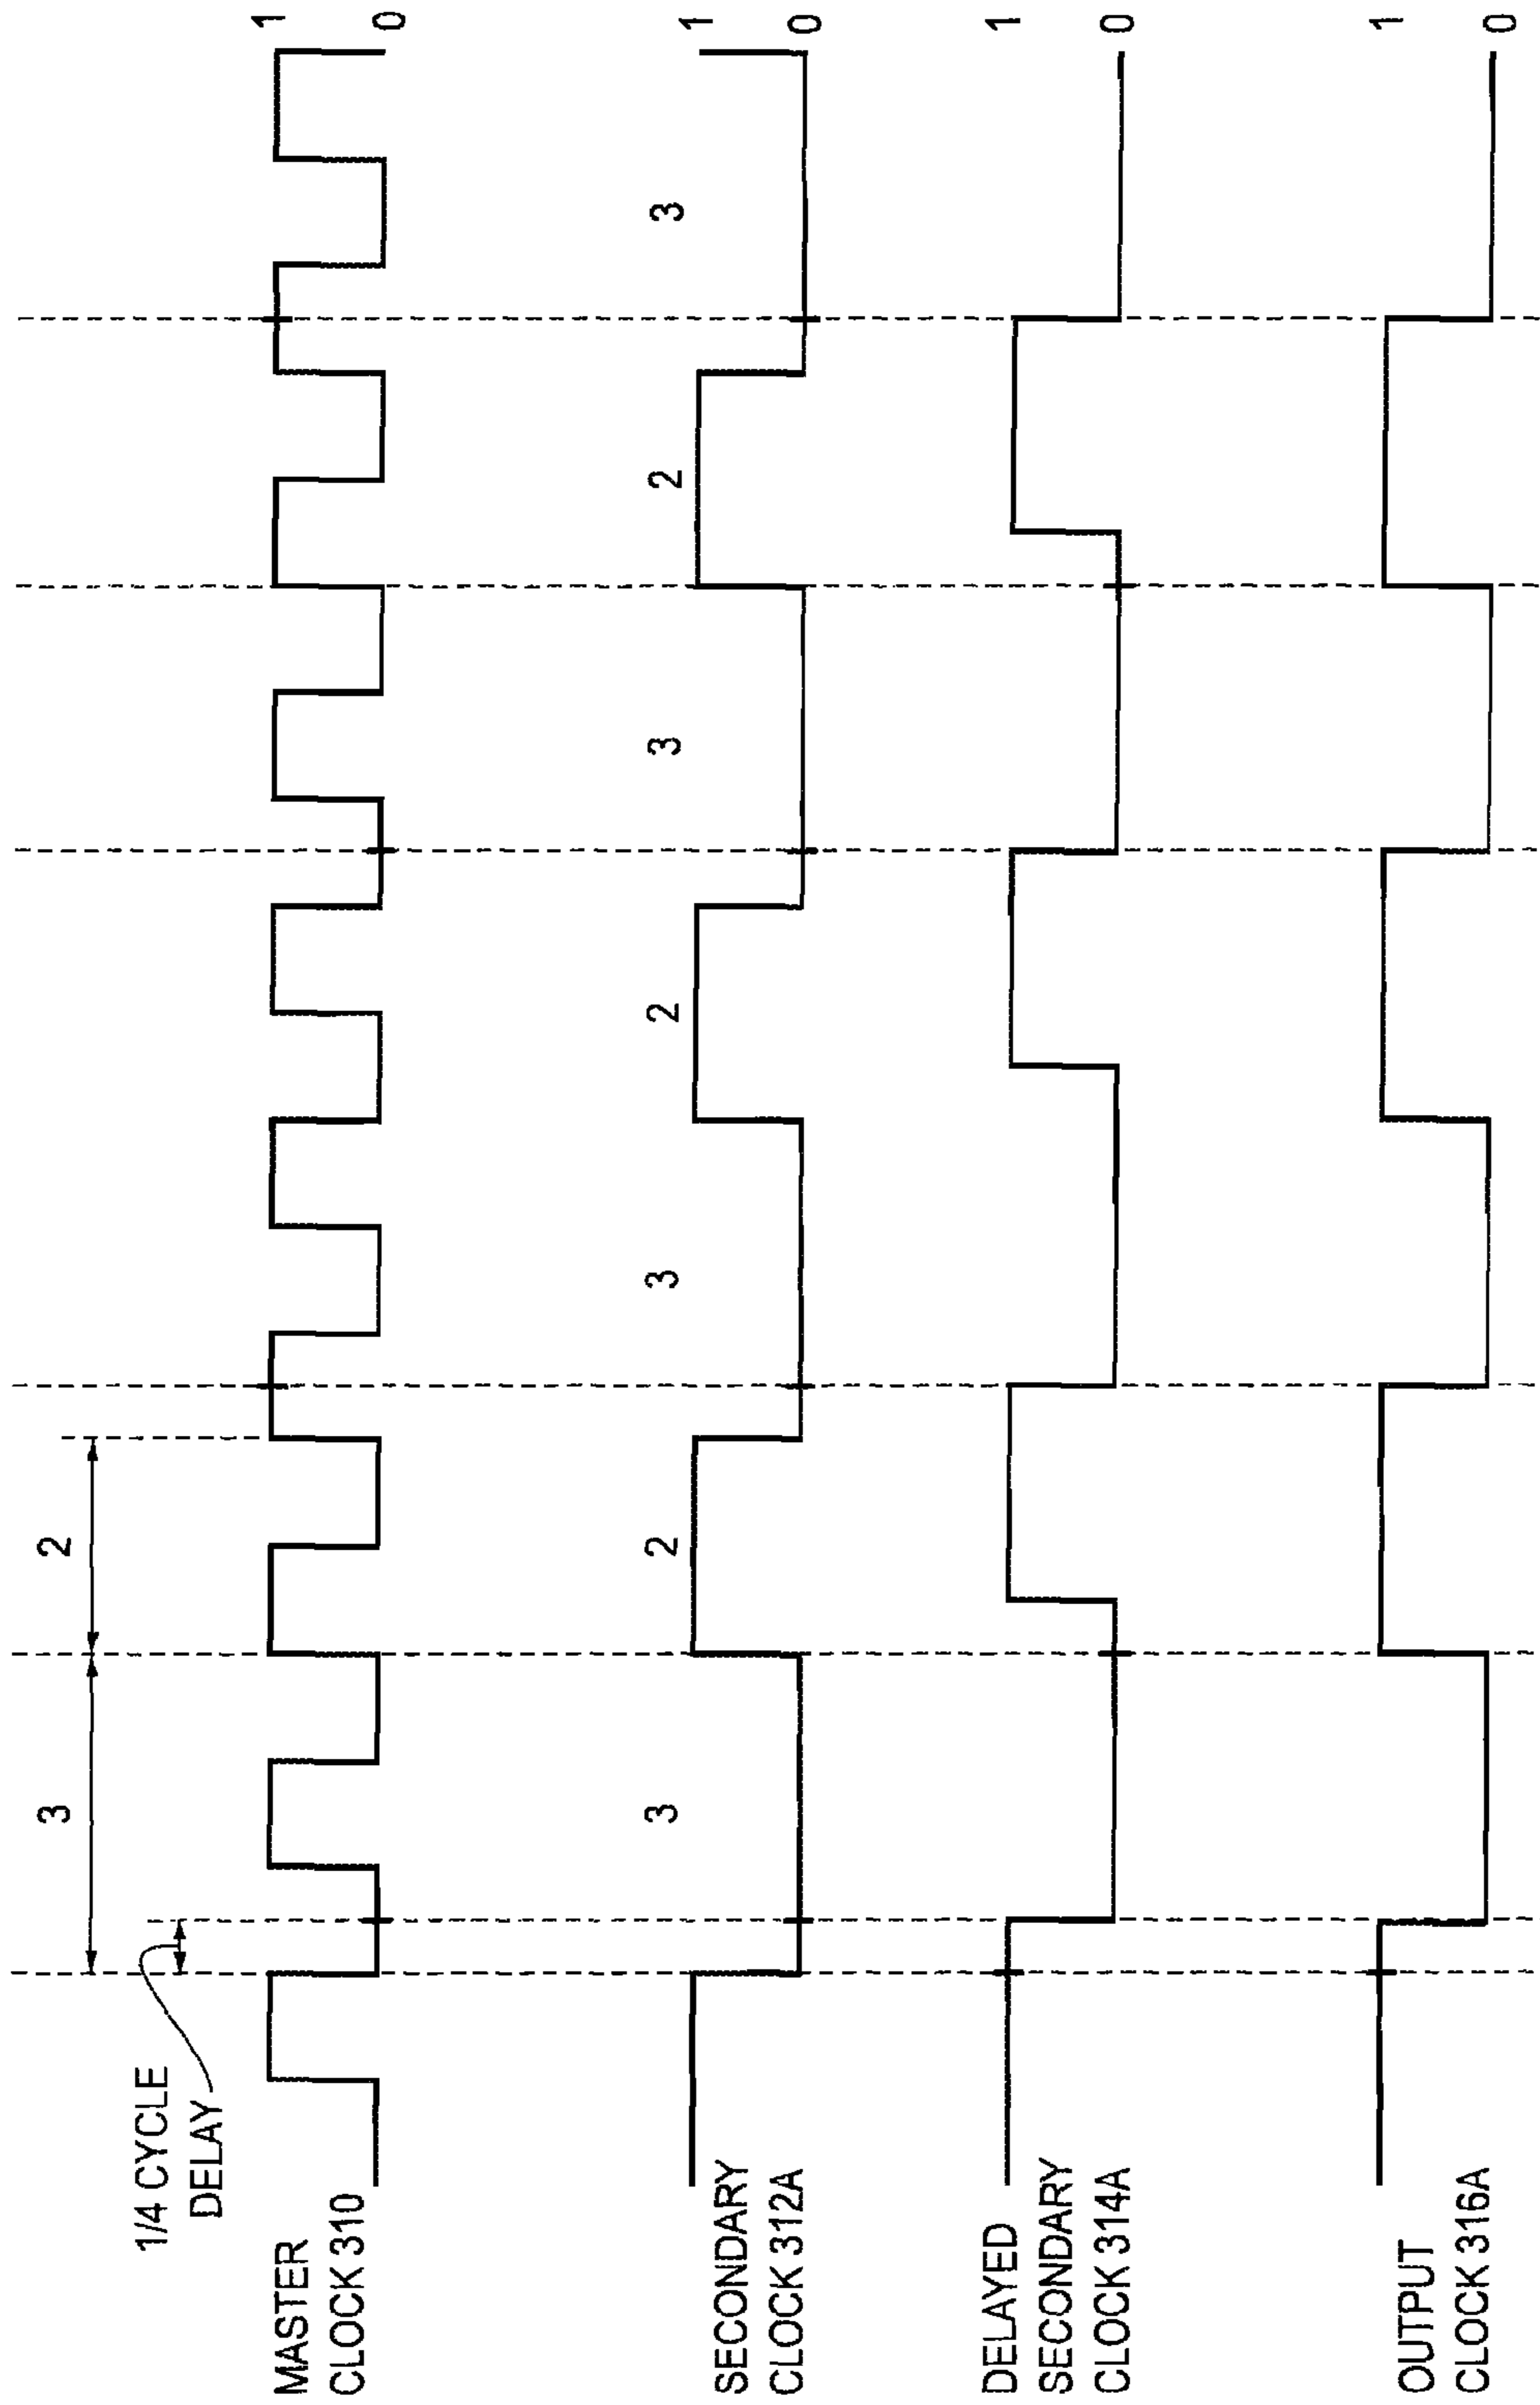 1/4 CYCLE
DELAY
3
2
MASTER
CLOCK 310
1
0
SECONDARY
CLOCK 312A
3
2
3
2
3
2
3
1
0
DELAYED
SECONDARY
CLOCK 314A
1
0
OUTPUT
CLOCK 316A
1
0